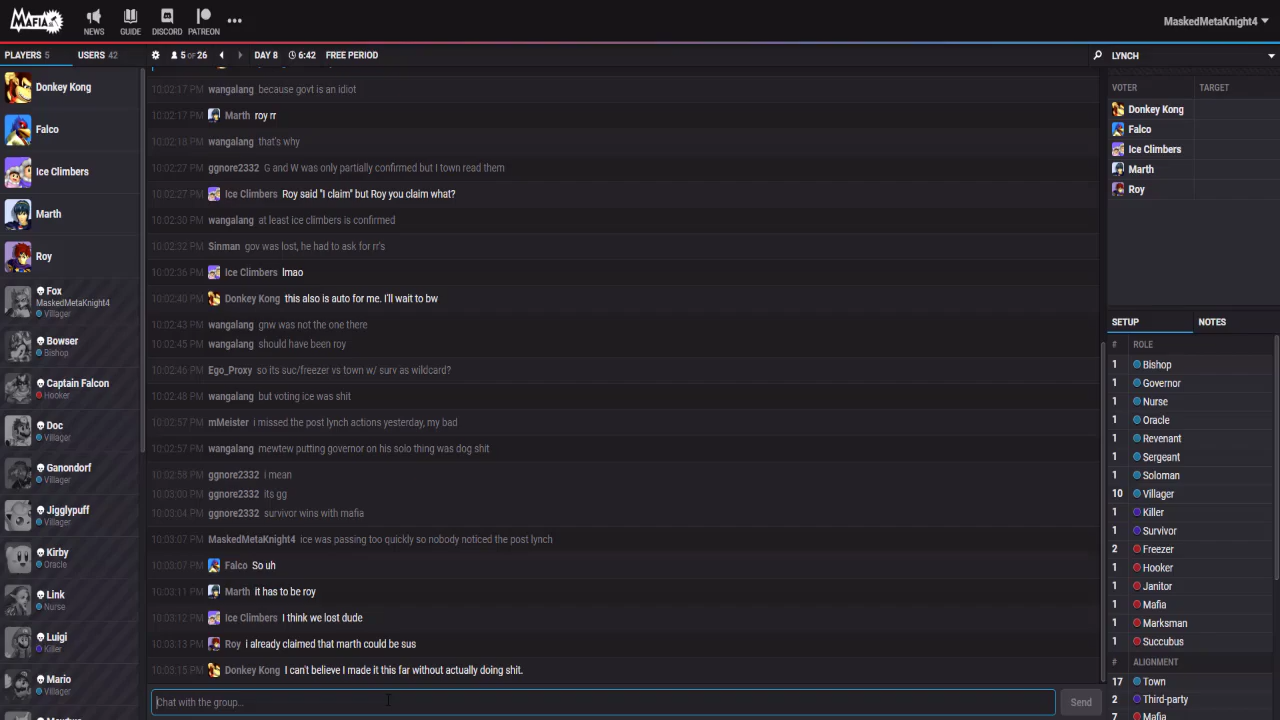 MAFIA
NEWS
GUIDE
DISCORD
PATREON
MaskedMetaKnight4
PLAYERS 5
USERS 42
5 of 26
DAY 8
6:42
FREE PERIOD
LYNCH
Donkey Kong
Falco
Ice Climbers
Marth
Roy
Fox
MaskedMetaKnight4
Villager
Bowser
Bishop
Captain Falcon
Hooker
Doc
Villager
Ganondorf
Villager
Jigglypuff
Villager
Kirby
Oracle
Link
Nurse
Luigi
Killer
Mario
Villager
10:02:17 PM wangalang because govt is an idiot
10:02:17 PM Marth roy rr
10:02:18 PM wangalang that's why
10:02:27 PM ggnore2332 G and W was only partially confirmed but I town read them
10:02:27 PM Ice Climbers Roy said "I claim" but Roy you claim what?
10:02:30 PM wangalang at least ice climbers is confirmed
10:02:32 PM Sinman gov was lost, he had to ask for rr's
10:02:36 PM Ice Climbers lmao
10:02:40 PM Donkey Kong this also is auto for me. I'll wait to bw
10:02:43 PM wangalang gnw was not the one there
10:02:45 PM wangalang should have been roy
10:02:46 PM Ego_Proxy so its suc/freezer vs town w/ surv as wildcard?
10:02:48 PM wangalang but voting ice was shit
10:02:57 PM mMeister i missed the post lynch actions yesterday, my bad
10:02:57 PM wangalang mewtew putting governor on his solo thing was dog shit
10:02:58 PM ggnore2332 i mean
10:03:00 PM ggnore2332 its gg
10:03:04 PM ggnore2332 survivor wins with mafia
10:03:07 PM MaskedMetaKnight4 ice was passing too quickly so nobody noticed the post lynch
10:03:07 PM Falco So uh
10:03:11 PM Marth it has to be roy
10:03:12 PM Ice Climbers I think we lost dude
10:03:13 PM Roy i already claimed that marth could be sus
10:03:15 PM Donkey Kong I can't believe I made it this far without actually doing shit.
Chat with the group...
Send
VOTER TARGET
Donkey Kong
Falco
Ice Climbers
Marth
Roy
SETUP
NOTES
# ROLE
1 Bishop
1 Governor
1 Nurse
1 Oracle
1 Revenant
1 Sergeant
1 Soloman
10 Villager
1 Killer
1 Survivor
2 Freezer
1 Hooker
1 Janitor
1 Mafia
1 Marksman
1 Succubus
# ALIGNMENT
17 Town
2 Third-party
7 Mafia